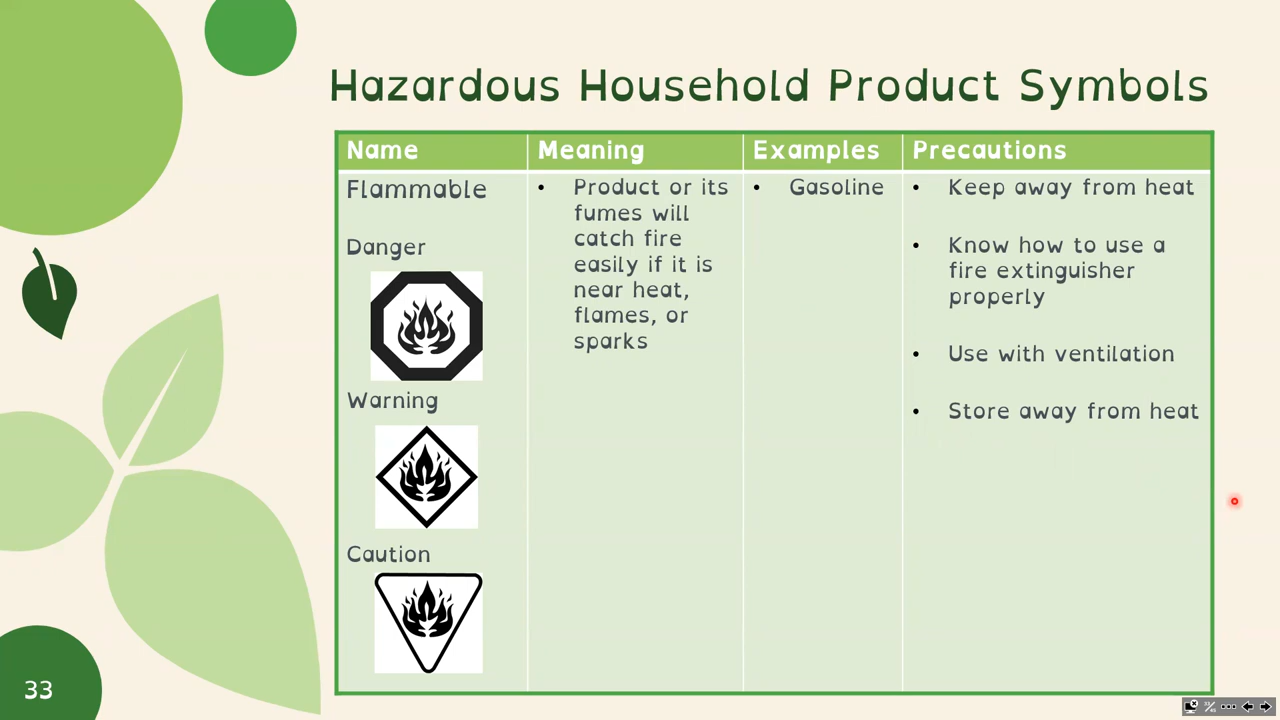 Hazardous Household Product Symbols
Name
Meaning
Examples
Precautions
Flammable
Danger
Warning
Caution
• Product or its
fumes will
catch fire
easily if it is
near heat,
flames, or
sparks
• Gasoline
• Keep away from heat
• Know how to use a
fire extinguisher
properly
• Use with ventilation
• Store away from heat
33